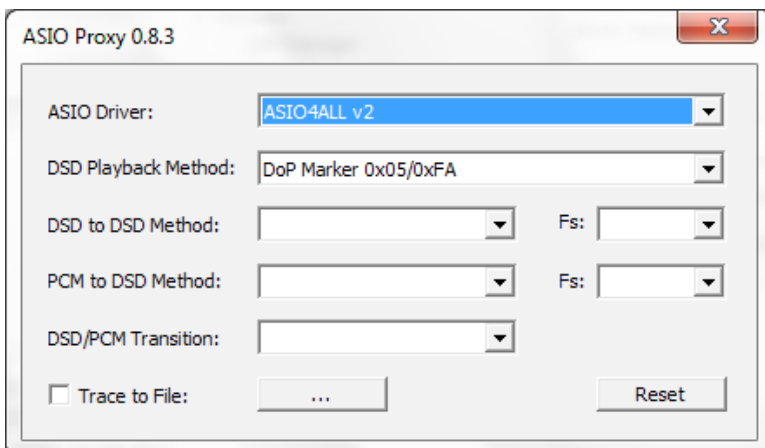 ASIO Proxy 0.8.3
ASIO Driver: ASIO4ALL v2
DSD Playback Method: DoP Marker 0x05/0xFA
DSD to DSD Method: Fs:
PCM to DSD Method: Fs:
DSD/PCM Transition:
Trace to File: ... Reset